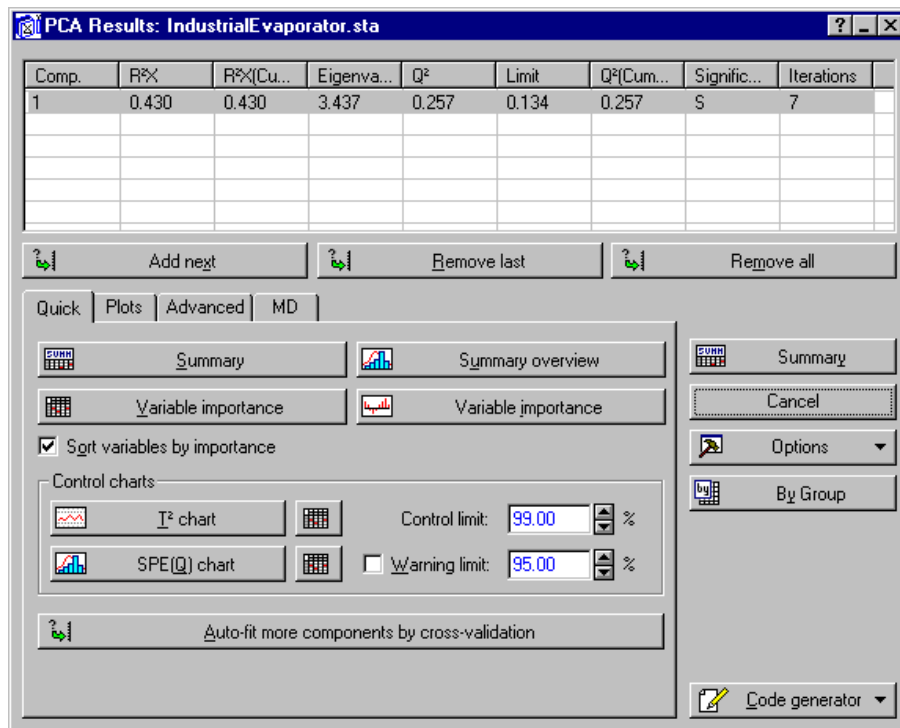 PCA Results: IndustrialEvaporator.sta
Comp. R²X R²X(Cu... Eigenva... Q² Limit Q²(Cum... Signific... Iterations
1 0.430 0.430 3.437 0.257 0.134 0.257 S 7
Add next Remove last Remove all
Quick Plots Advanced MD
Summary Summary overview Summary
Variable importance Variable importance Cancel
Sort variables by importance Options
Control charts By Group
T² chart Control limit: 99.00 %
SPE(Q) chart Warning limit: 95.00 %
Auto-fit more components by cross-validation
Code generator